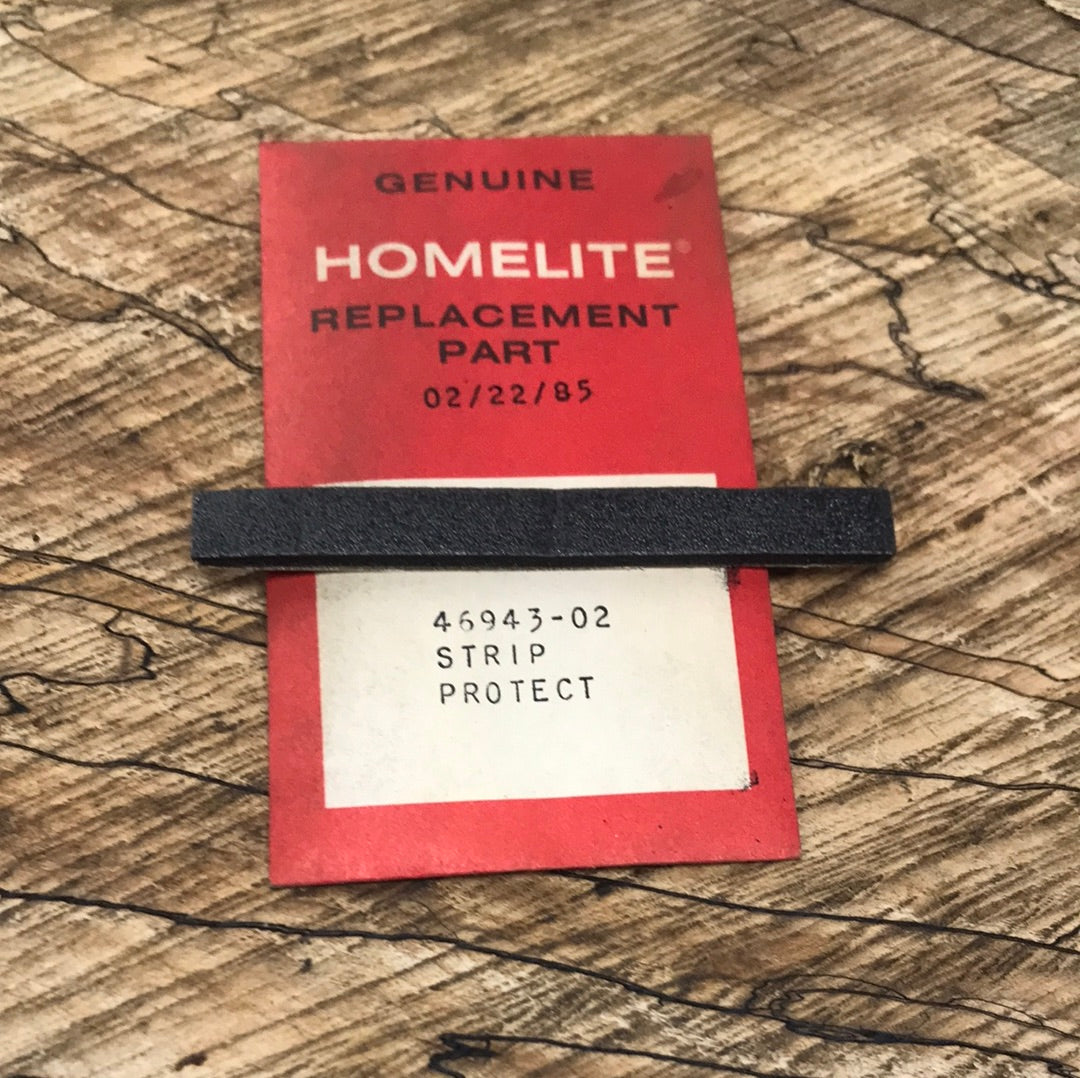 GENUINE
HOMELITE®
REPLACEMENT
PART
02/22/85
46943-02
STRIP
PROTECT